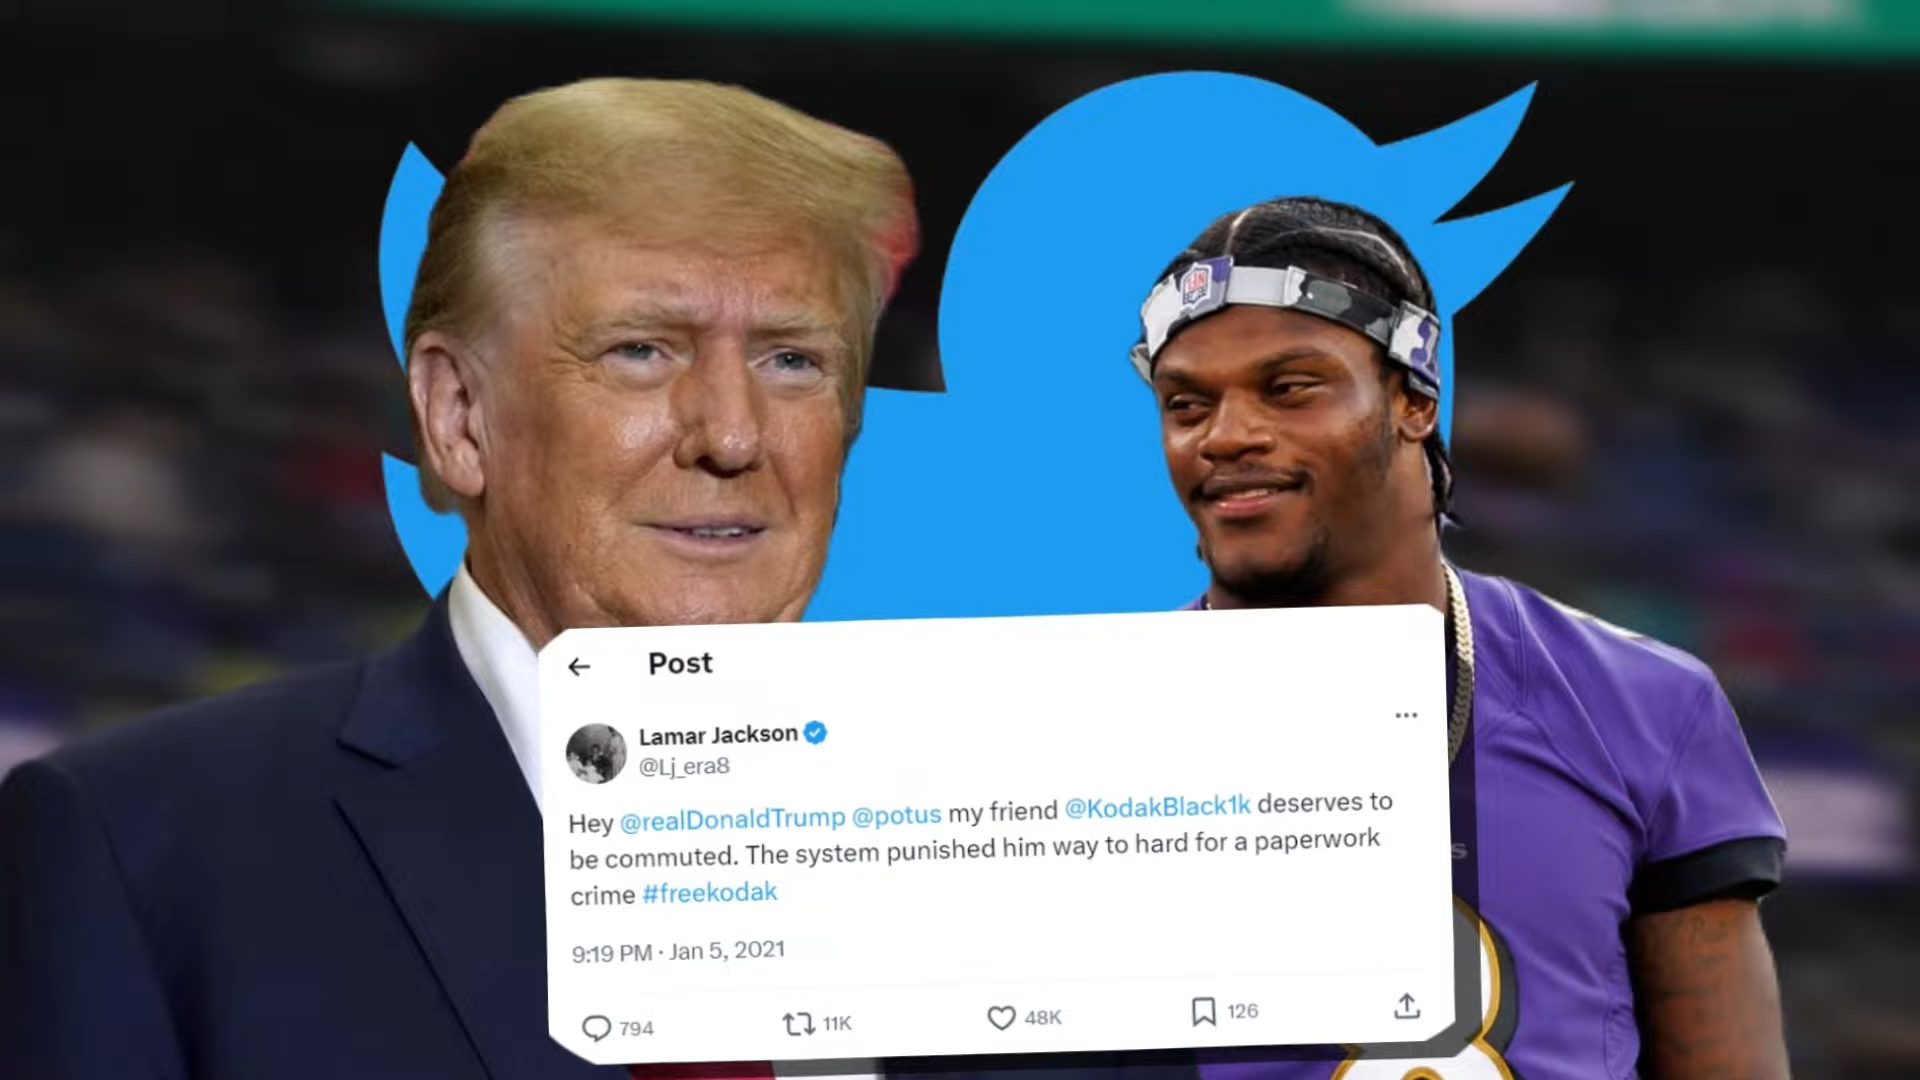 Post
Lamar Jackson
@Lj_era8
Hey @realDonaldTrump @potus my friend @KodakBlack1k deserves to
be commuted. The system punished him way to hard for a paperwork
crime #freekodak
9:19 PM · Jan 5, 2021
794 11K 48K 126
NFL